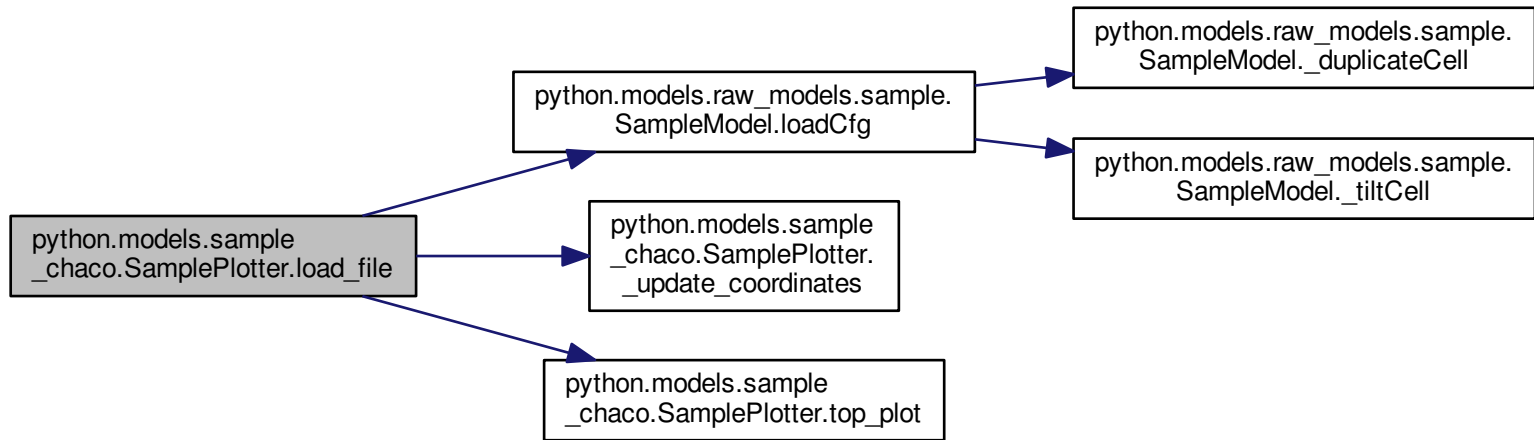 python.models.sample
_chaco.SamplePlotter.load_file
python.models.raw_models.sample.
SampleModel.loadCfg
python.models.sample
_chaco.SamplePlotter.
_update_coordinates
python.models.sample
_chaco.SamplePlotter.top_plot
python.models.raw_models.sample.
SampleModel._duplicateCell
python.models.raw_models.sample.
SampleModel._tiltCell